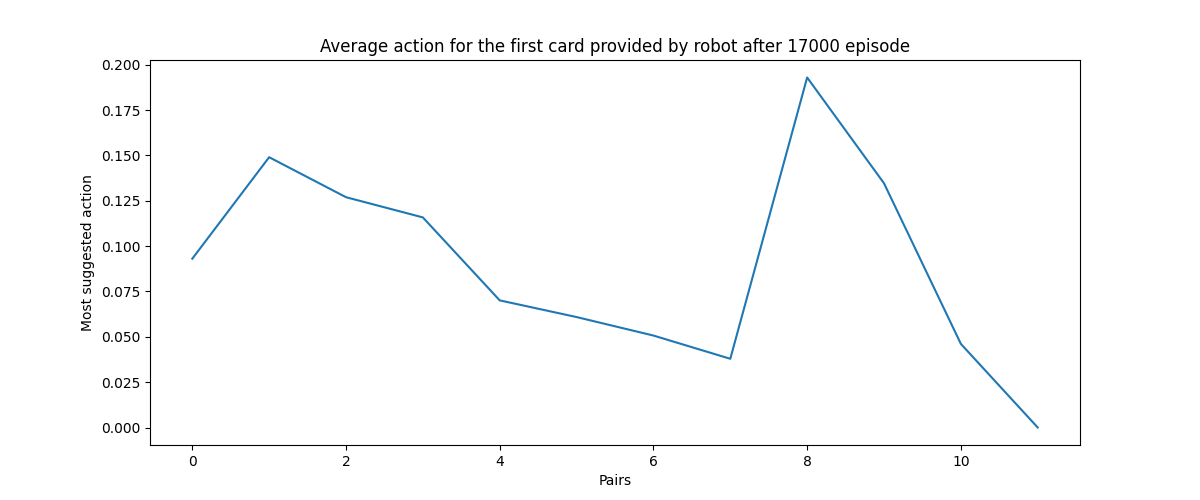 Average action for the first card provided by robot after 17000 episode
Most suggested action
0.200
0.175
0.150
0.125
0.100
0.075
0.050
0.025
0.000
0 2 4 6 8 10
Pairs